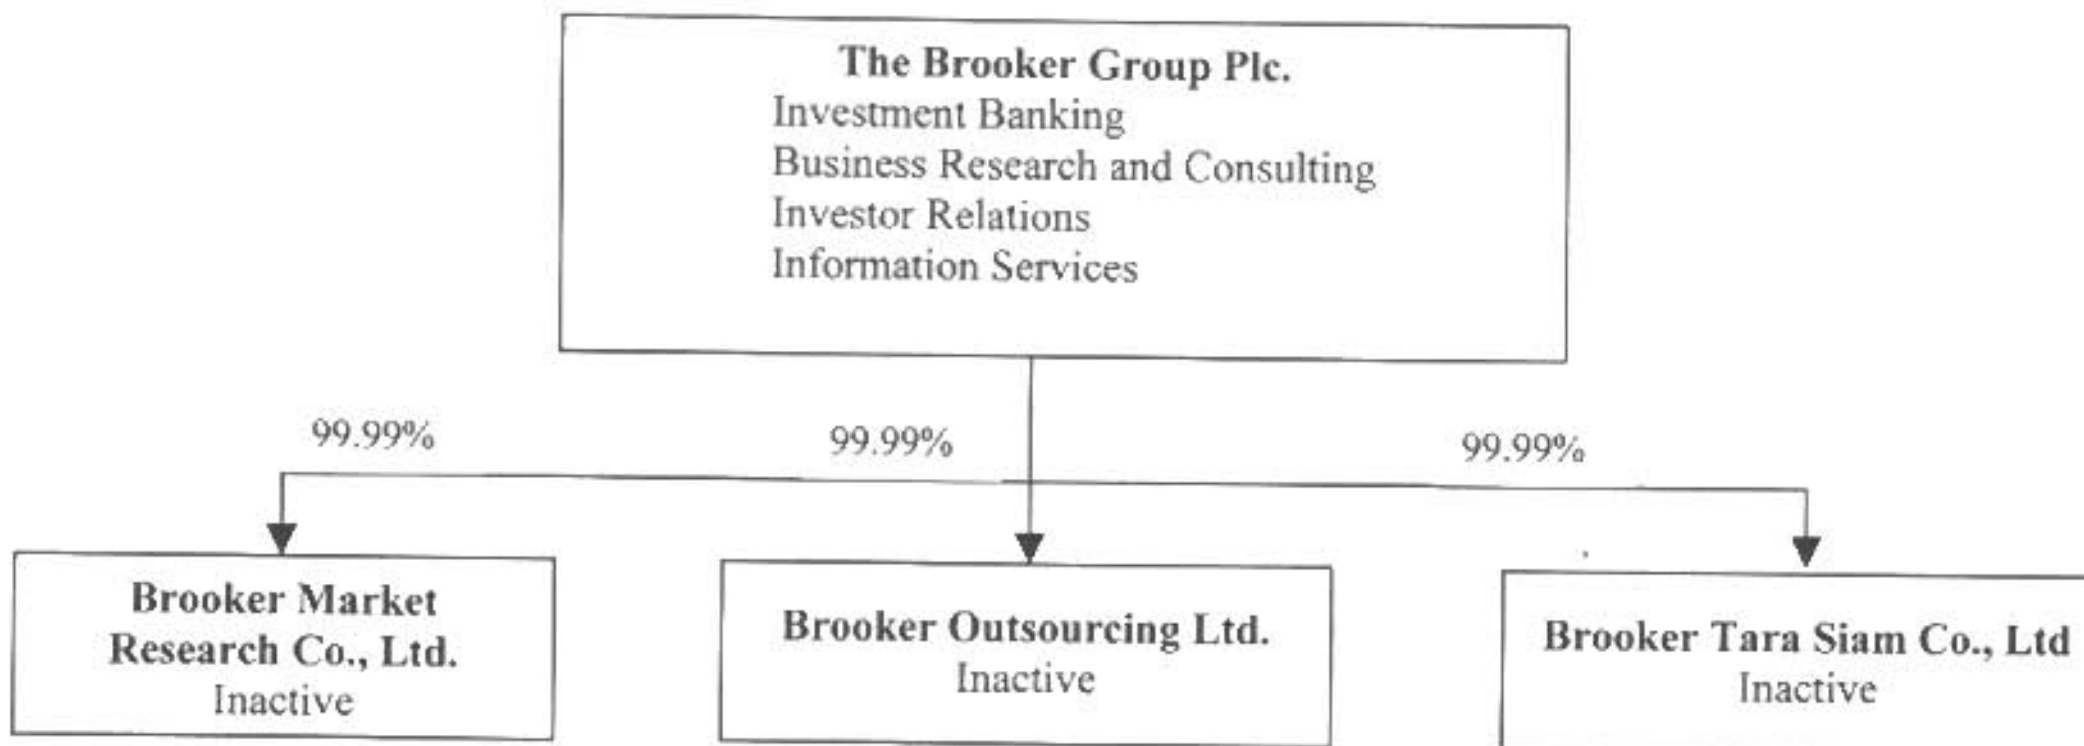 The Brooker Group Plc.
Investment Banking
Business Research and Consulting
Investor Relations
Information Services
99.99%
99.99%
99.99%
Brooker Market
Research Co., Ltd.
Inactive
Brooker Outsourcing Ltd.
Inactive
Brooker Tara Siam Co., Ltd
Inactive